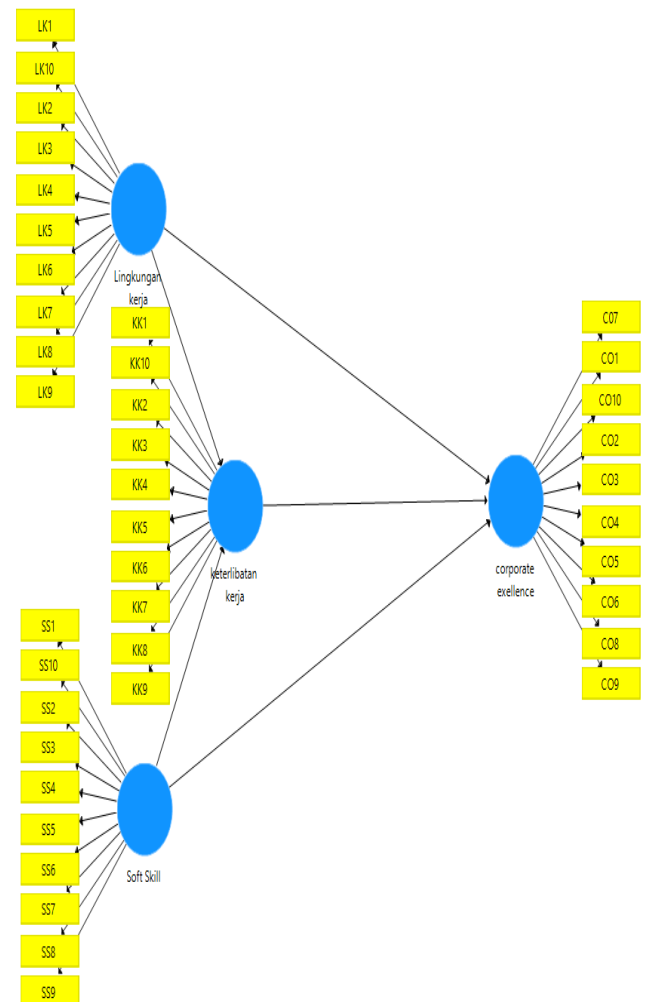 LK1
LK10
LK2
LK3
LK4
LK5
LK6
LK7
LK8
LK9
Lingkungan
kerja
KK1
KK10
KK2
KK3
KK4
KK5
KK6
KK7
KK8
KK9
keterlibatan
kerja
C07
CO1
CO10
CO2
CO3
CO4
CO5
CO6
CO8
CO9
corporate
exellence
SS1
SS10
SS2
SS3
SS4
SS5
SS6
SS7
SS8
SS9
Soft Skill